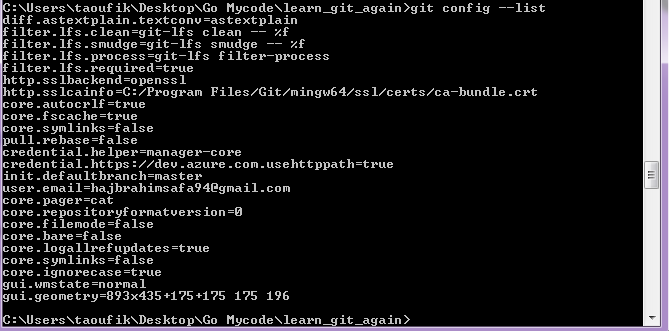 C:\Users\taoufik\Desktop\Go Mycode\learn_git_again>git config --list
diff.astextplain.textconv=astextplain
filter.lfs.clean=git-lfs clean -- %f
filter.lfs.smudge=git-lfs smudge -- %f
filter.lfs.process=git-lfs filter-process
filter.lfs.required=true
http.sslbackend=openssl
http.sslcainfo=C:/Program Files/Git/mingw64/ssl/certs/ca-bundle.crt
core.autocrlf=true
core.fscache=true
core.symlinks=false
pull.rebase=false
credential.helper=manager-core
credential.https://dev.azure.com.usehttppath=true
init.defaultbranch=master
user.email=hajbrahimsafa94@gmail.com
core.pager=cat
core.repositoryformatversion=0
core.filemode=false
core.bare=false
core.logallrefupdates=true
core.symlinks=false
core.ignorecase=true
gui.wmstate=normal
gui.geometry=893x435+175+175 175 196
C:\Users\taoufik\Desktop\Go Mycode\learn_git_again>